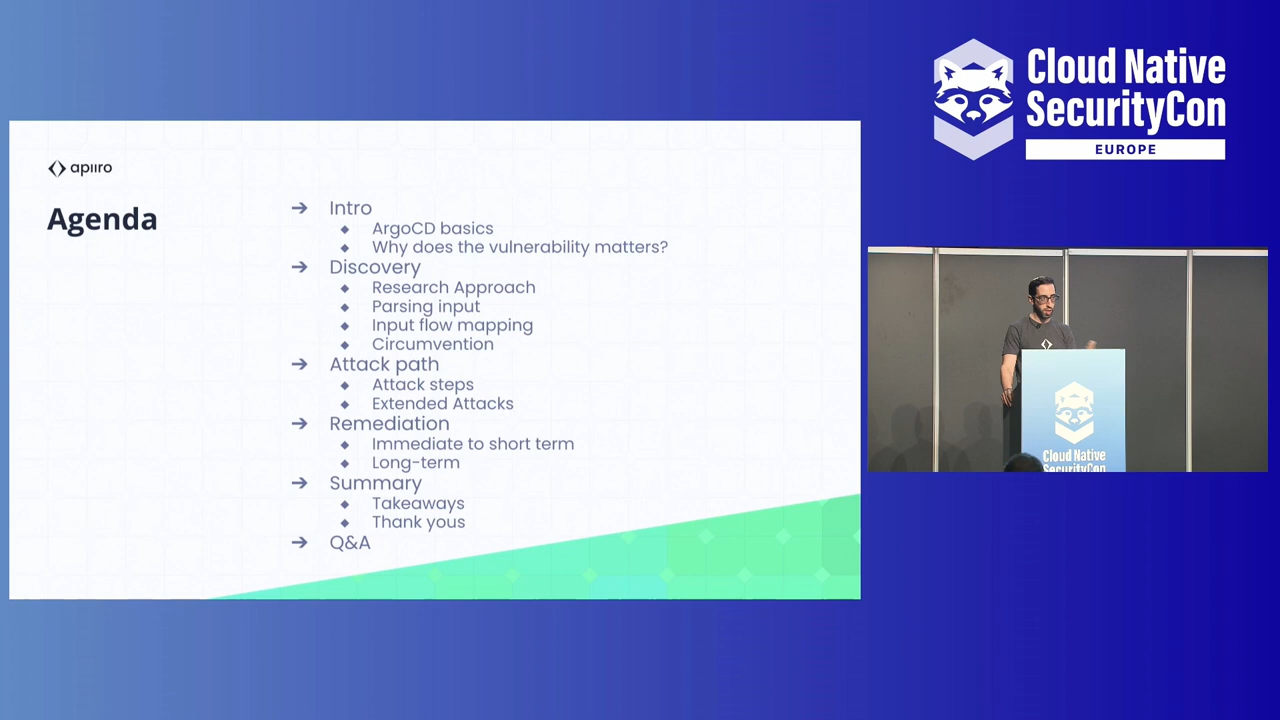 apiiro
Agenda
Intro
ArgoCD basics
Why does the vulnerability matters?
Discovery
Research Approach
Parsing input
Input flow mapping
Circumvention
Attack path
Attack steps
Extended Attacks
Remediation
Immediate to short term
Long-term
Summary
Takeaways
Thank yous
Q&A
Cloud Native
SecurityCon
EUROPE
Cloud Native
SecurityCon